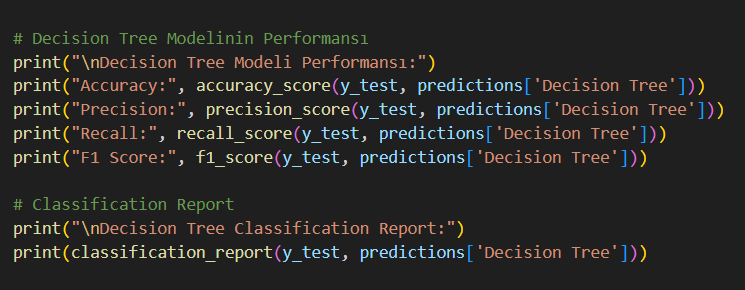 # Decision Tree Modelinin Performansı
print("\nDecision Tree Modeli Performansı:")
print("Accuracy:", accuracy_score(y_test, predictions['Decision Tree']))
print("Precision:", precision_score(y_test, predictions['Decision Tree']))
print("Recall:", recall_score(y_test, predictions['Decision Tree']))
print("F1 Score:", f1_score(y_test, predictions['Decision Tree']))
# Classification Report
print("\nDecision Tree Classification Report:")
print(classification_report(y_test, predictions['Decision Tree']))